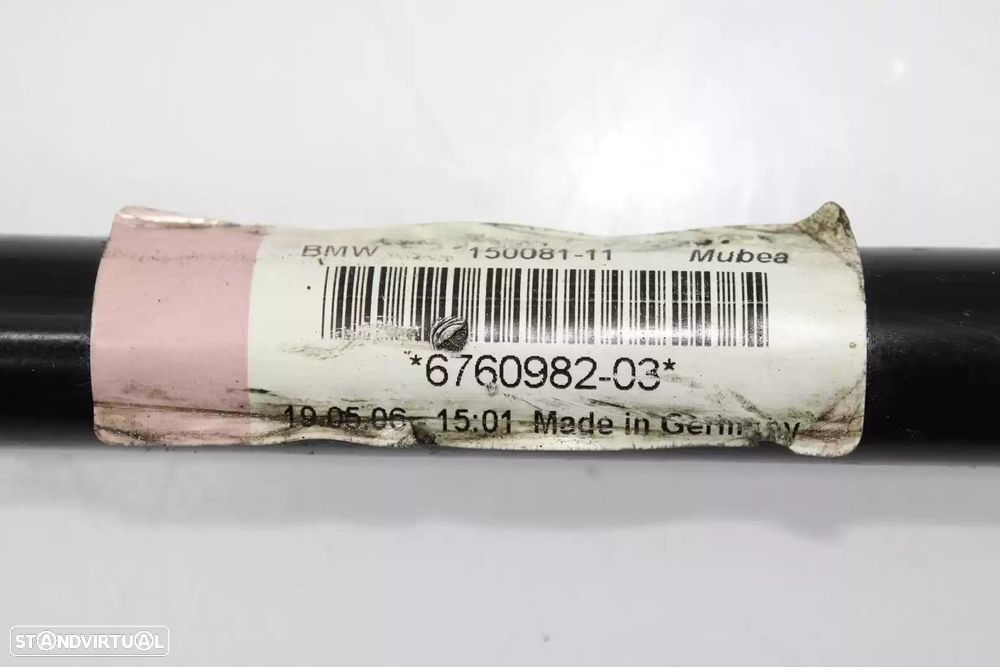 BMW 150081-11 Mubea
*6760982-03*
19.05.06 15:01 Made in Germany
STANDVIRTUAL